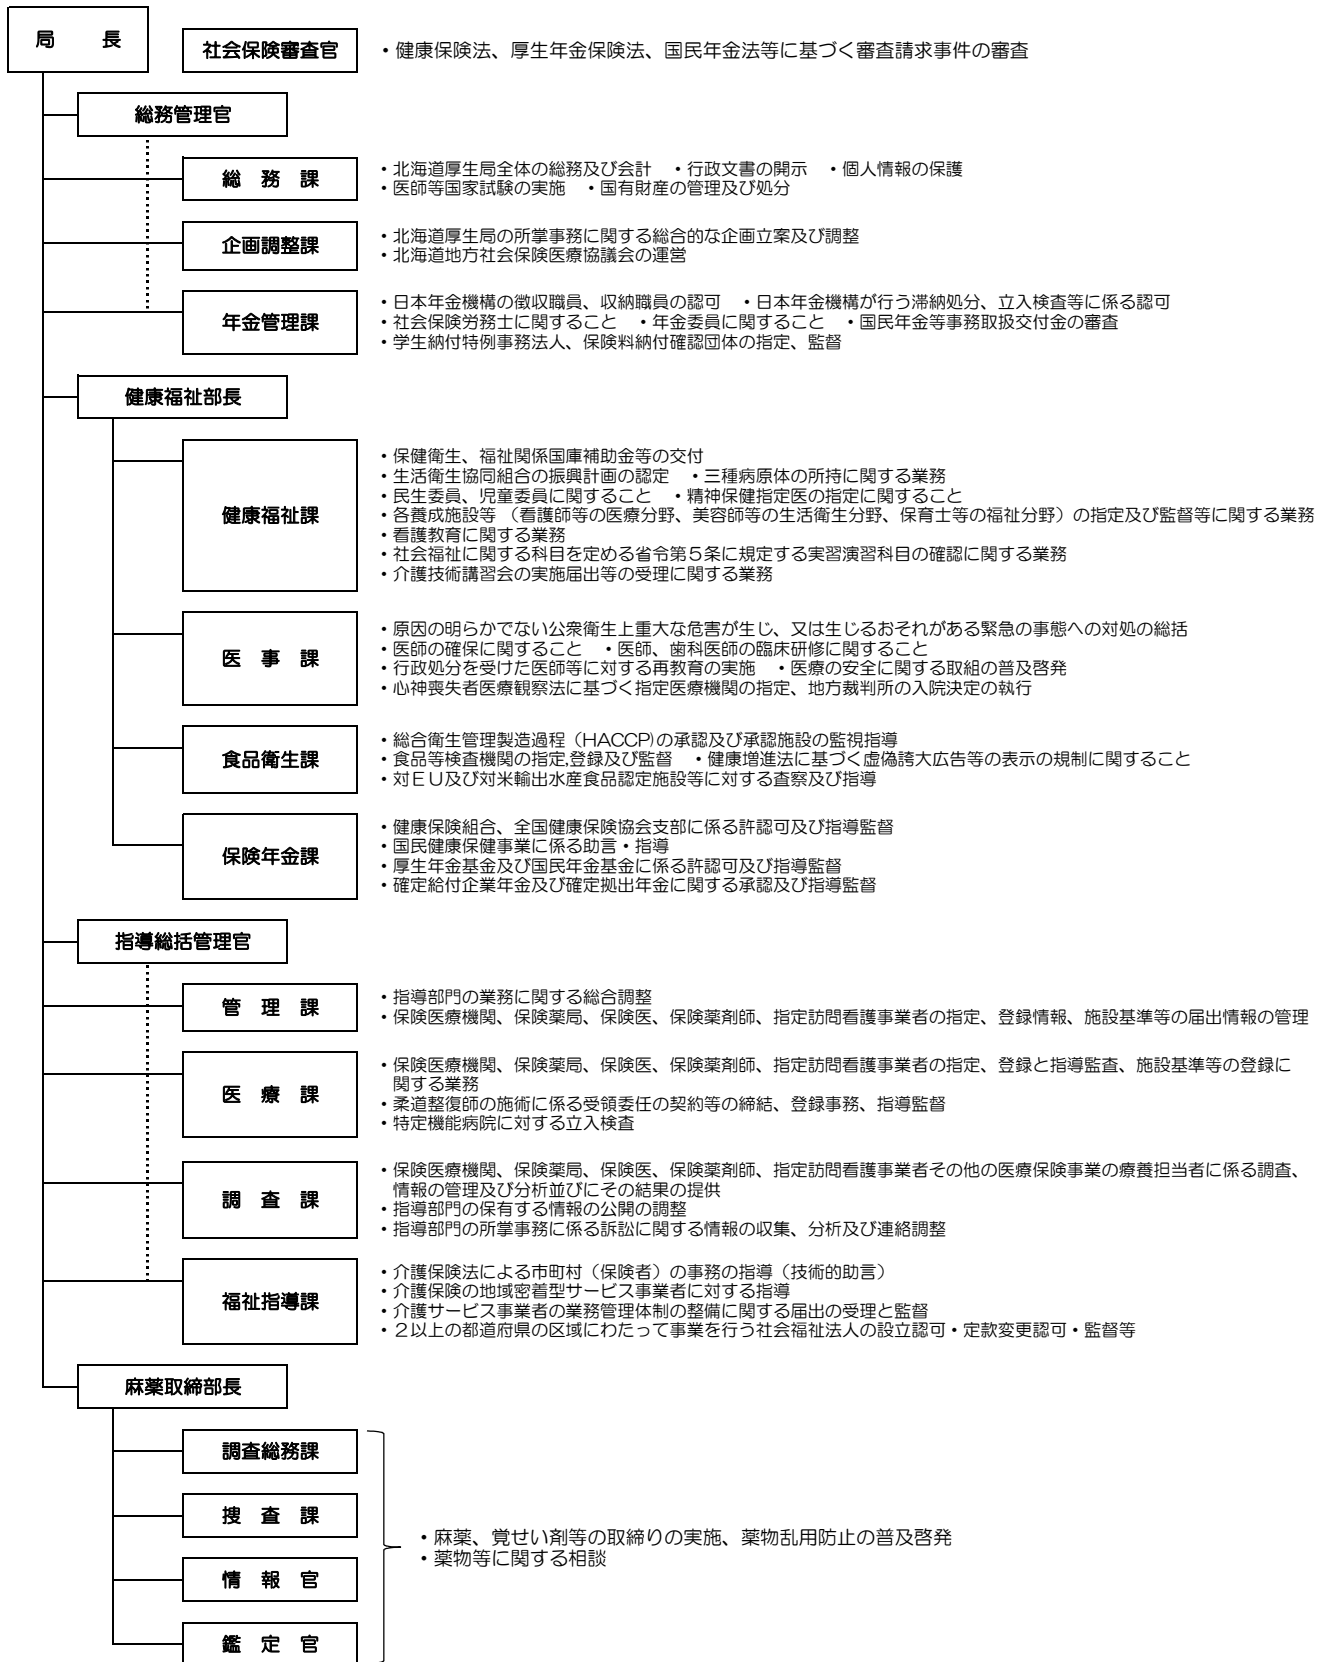 局　　長
社会保険審査官
・健康保険法、厚生年金保険法、国民年金法等に基づく審査請求事件の審査
総務管理官
総　務　課
・北海道厚生局全体の総務及び会計　・行政文書の開示　・個人情報の保護
・医師等国家試験の実施　・国有財産の管理及び処分
企画調整課
・北海道厚生局の所掌事務に関する総合的な企画立案及び調整
・北海道地方社会保険医療協議会の運営
年金管理課
・日本年金機構の徴収職員、収納職員の認可　・日本年金機構が行う滞納処分、立入検査等に係る認可
・社会保険労務士に関すること　・年金委員に関すること　・国民年金等事務取扱交付金の審査
・学生納付特例事務法人、保険料納付確認団体の指定、監督
健康福祉部長
健康福祉課
・保健衛生、福祉関係国庫補助金等の交付
・生活衛生協同組合の振興計画の認定　・三種病原体の所持に関する業務
・民生委員、児童委員に関すること　・精神保健指定医の指定に関すること
・各養成施設等　（看護師等の医療分野、美容師等の生活衛生分野、保育士等の福祉分野）の指定及び監督等に関する業務
・看護教育に関する業務
・社会福祉に関する科目を定める省令第５条に規定する実習演習科目の確認に関する業務
・介護技術講習会の実施届出等の受理に関する業務
医　事　課
・原因の明らかでない公衆衛生上重大な危害が生じ、又は生じるおそれがある緊急の事態への対処の総括
・医師の確保に関すること　・医師、歯科医師の臨床研修に関すること
・行政処分を受けた医師等に対する再教育の実施　・医療の安全に関する取組の普及啓発
・心神喪失者医療観察法に基づく指定医療機関の指定、地方裁判所の入院決定の執行
食品衛生課
・総合衛生管理製造過程（HACCP)の承認及び承認施設の監視指導
・食品等検査機関の指定,登録及び監督　・健康増進法に基づく虚偽誇大広告等の表示の規制に関すること
・対ＥＵ及び対米輸出水産食品認定施設等に対する査察及び指導
保険年金課
・健康保険組合、全国健康保険協会支部に係る許認可及び指導監督
・国民健康保健事業に係る助言・指導
・厚生年金基金及び国民年金基金に係る許認可及び指導監督
・確定給付企業年金及び確定拠出年金に関する承認及び指導監督
指導総括管理官
管　理　課
・指導部門の業務に関する総合調整
・保険医療機関、保険薬局、保険医、保険薬剤師、指定訪問看護事業者の指定、登録情報、施設基準等の届出情報の管理
医　療　課
・保険医療機関、保険薬局、保険医、保険薬剤師、指定訪問看護事業者の指定、登録と指導監査、施設基準等の登録に
関する業務
・柔道整復師の施術に係る受領委任の契約等の締結、登録事務、指導監督
・特定機能病院に対する立入検査
調　査　課
・保険医療機関、保険薬局、保険医、保険薬剤師、指定訪問看護事業者その他の医療保険事業の療養担当者に係る調査、
情報の管理及び分析並びにその結果の提供
・指導部門の保有する情報の公開の調整
・指導部門の所掌事務に係る訴訟に関する情報の収集、分析及び連絡調整
福祉指導課
・介護保険法による市町村（保険者）の事務の指導（技術的助言）
・介護保険の地域密着型サービス事業者に対する指導
・介護サービス事業者の業務管理体制の整備に関する届出の受理と監督
・２以上の都道府県の区域にわたって事業を行う社会福祉法人の設立認可・定款変更認可・監督等
麻薬取締部長
調査総務課
捜　査　課
情　報　官
鑑　定　官
・麻薬、覚せい剤等の取締りの実施、薬物乱用防止の普及啓発
・薬物等に関する相談